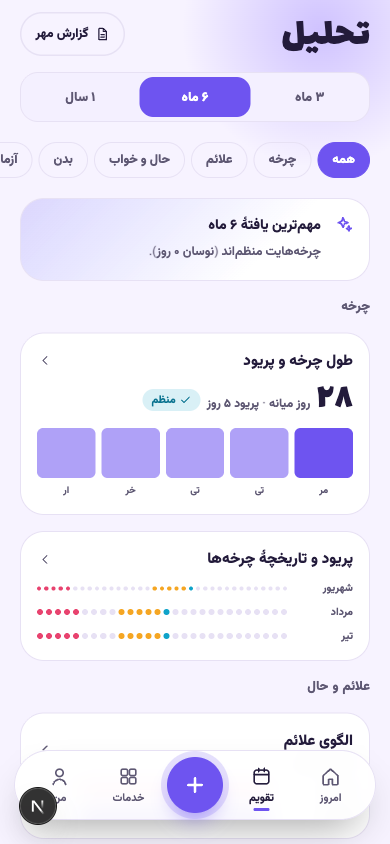 تحلیل
گزارش مهر
۳ ماه
۶ ماه
۱ سال
همه
چرخه
علائم
حال و خواب
بدن
آزما
مهم‌ترین یافتهٔ ۶ ماه
چرخه‌هایت منظم‌اند (نوسان ۰ روز).
چرخه
طول چرخه و پریود
۲۸ روز میانه · پریود ۵ روز
منظم
مر
تی
تی
خر
ار
پریود و تاریخچهٔ چرخه‌ها
شهریور
مرداد
تیر
علائم و حال
الگوی علائم
امروز
تقویم
خدمات
من
N